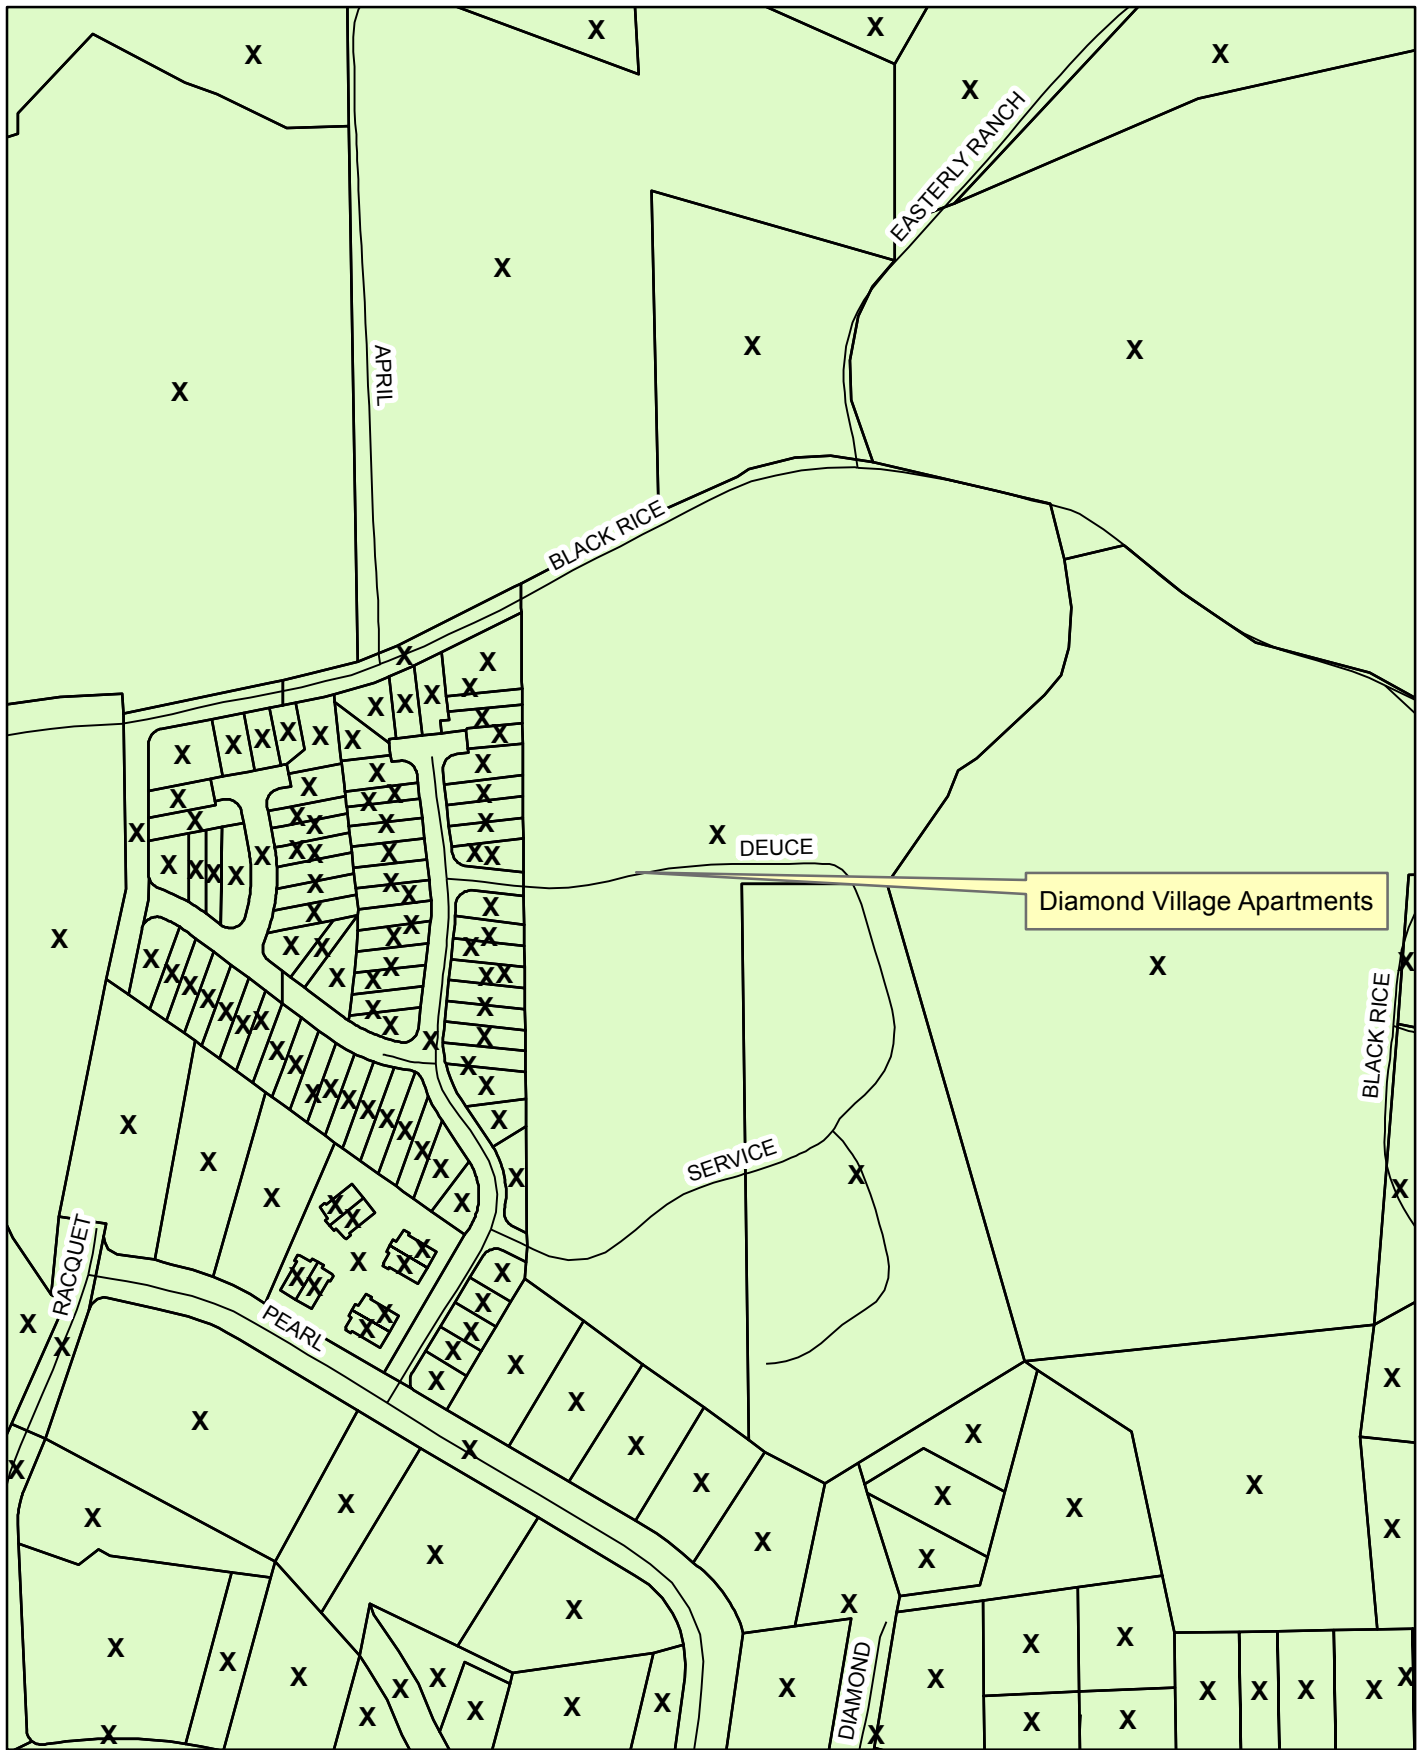 EASTERLY RANCH
APRIL
BLACK RICE
DEUCE
Diamond Village Apartments
BLACK RICE
SERVICE
RACQUET
PEARL
DIAMOND